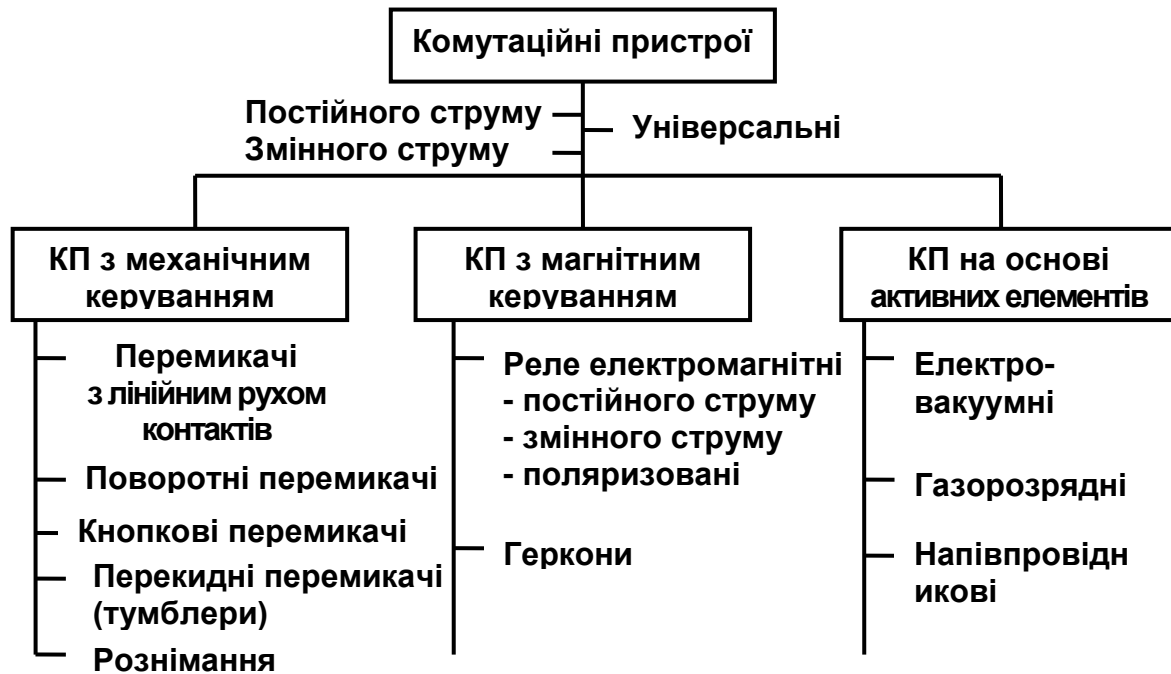 Комутаційні пристрої
Постійного струму
Змінного струму
Універсальні
КП з механічним
керуванням
Перемикачі
з лінійним рухом
контактів
Поворотні перемикачі
Кнопкові перемикачі
Перекидні перемикачі
(тумблери)
Рознімання
КП з магнітним
керуванням
Реле електромагнітні
- постійного струму
- змінного струму
- поляризовані
Геркони
КП на основі
активних елементів
Електро-
вакуумні
Газорозрядні
Напівпровідн
икові